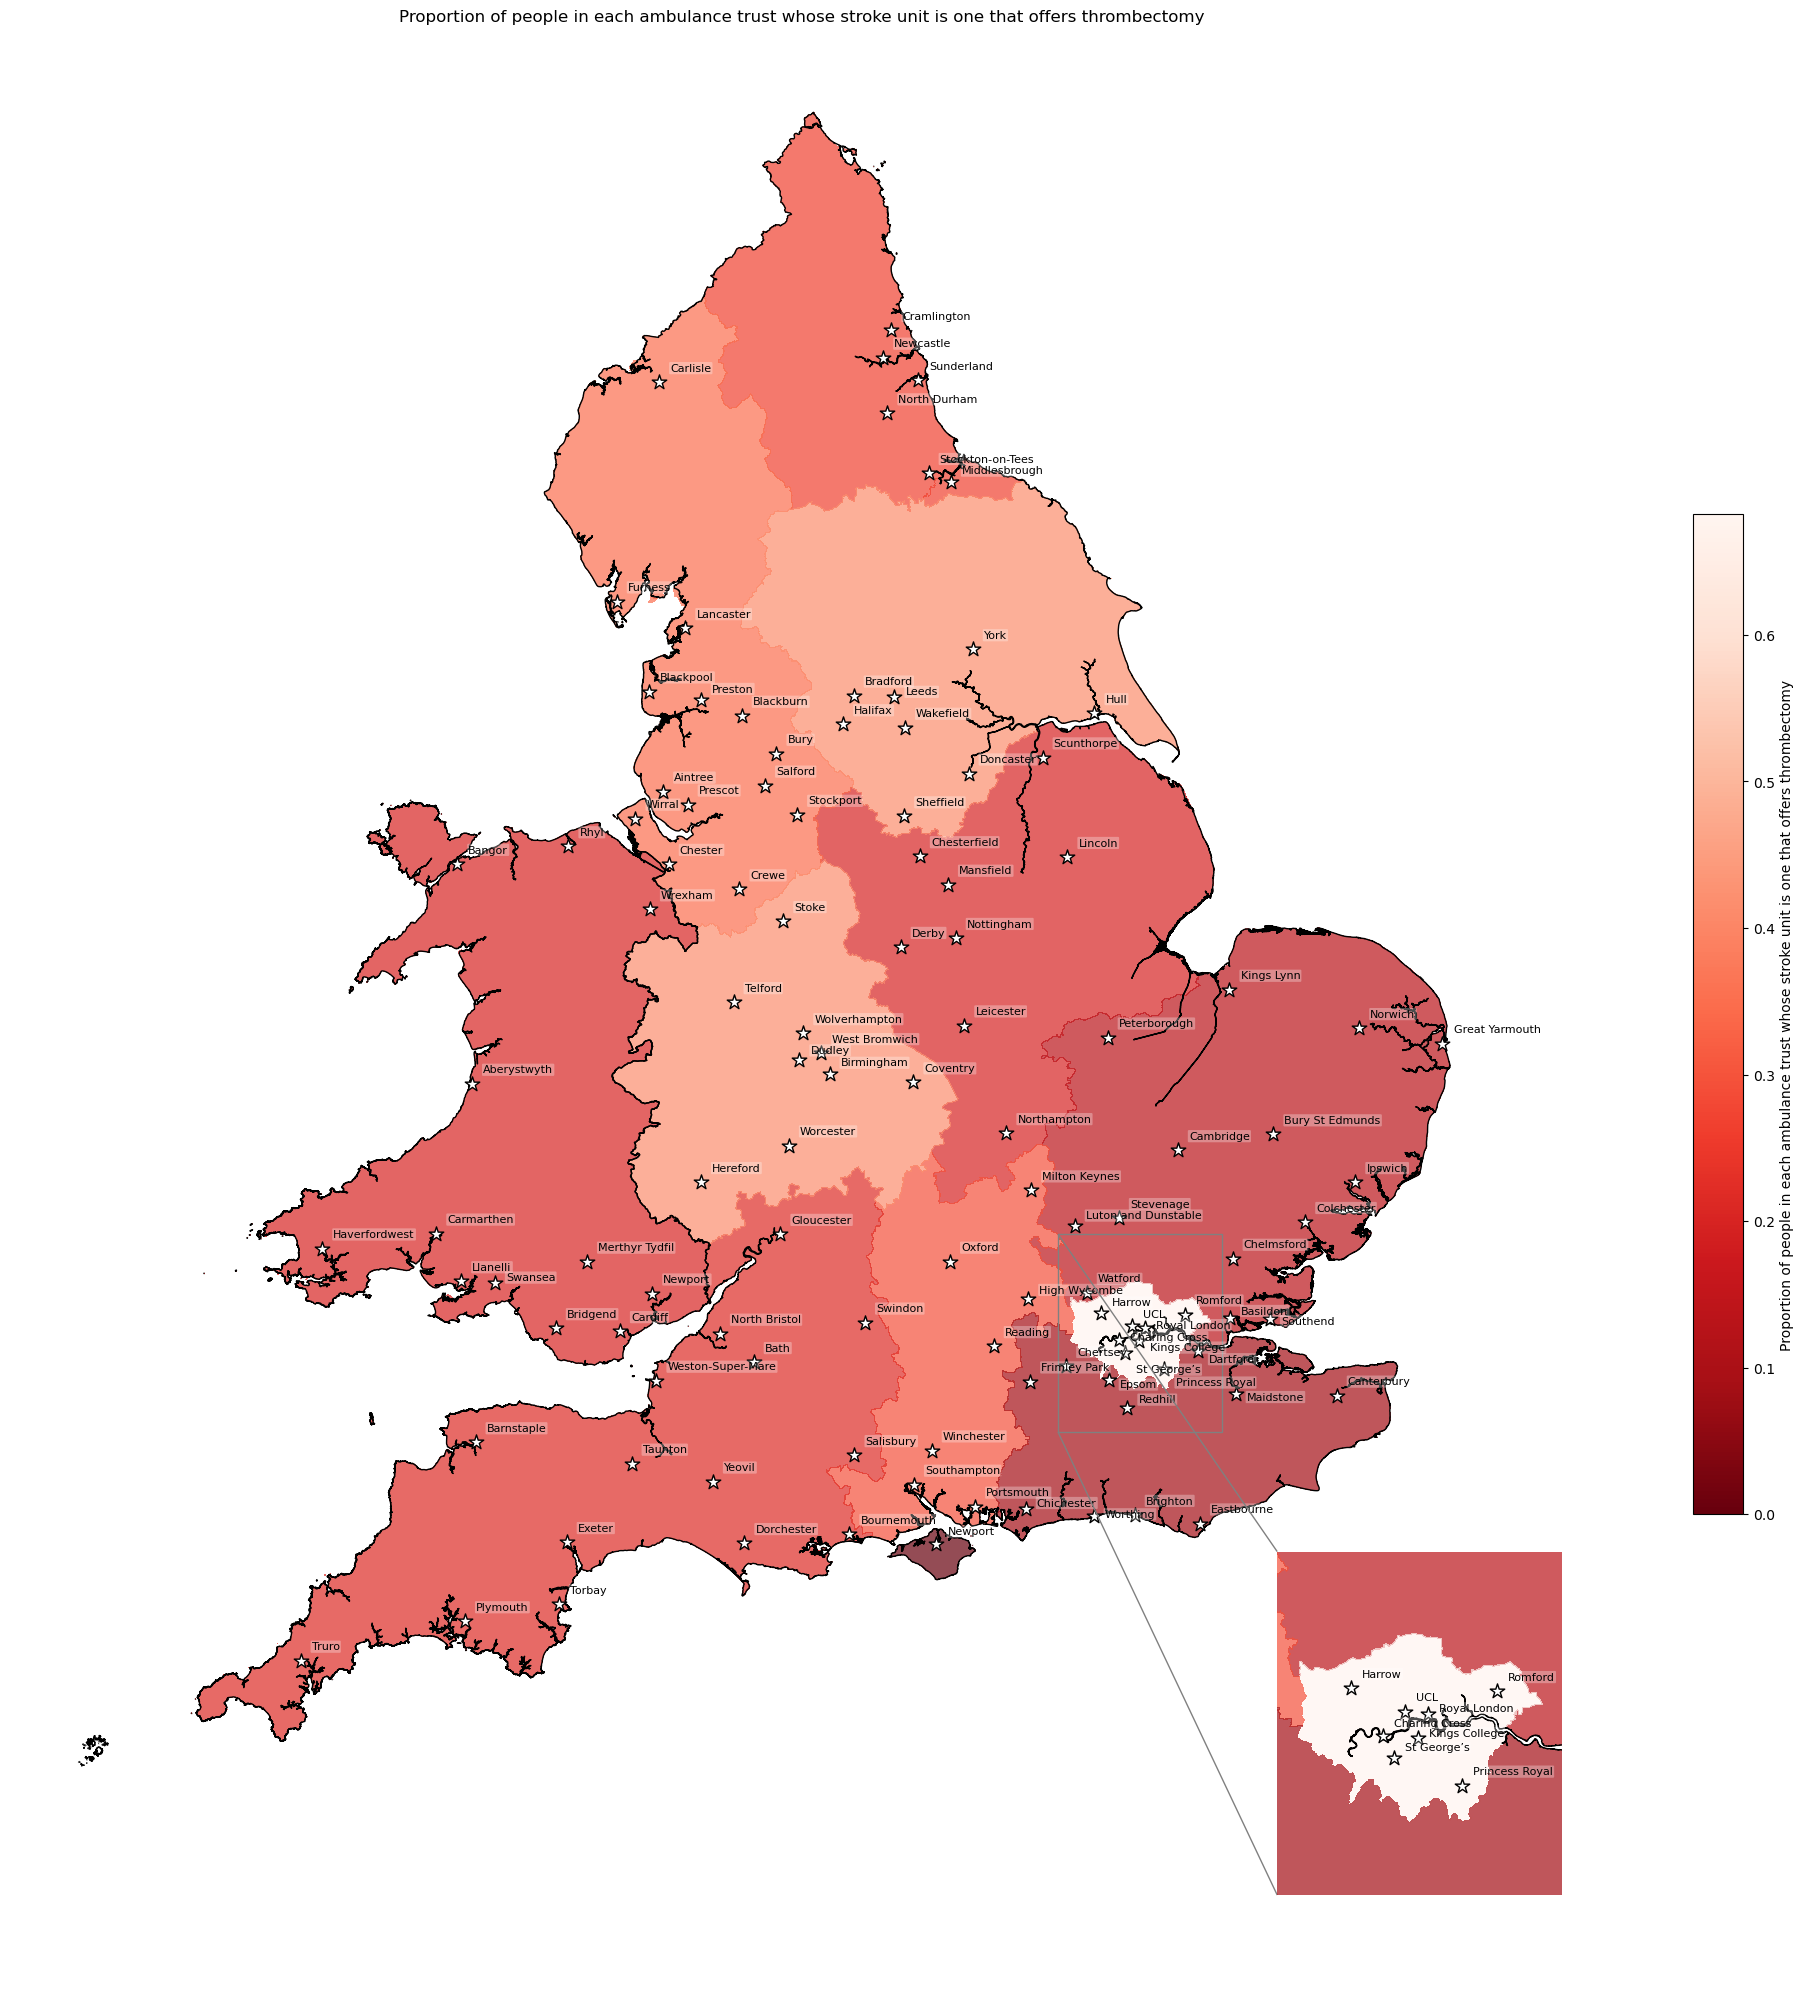 Proportion of people in each ambulance trust whose stroke unit is one that offers thrombectomy
Cramlington
Newcastle
Carlisle
Sunderland
North Durham
Stockton-on-Tees
Middlesbrough
Furness
Lancaster
York
Blackpool
Preston
Bradford
Leeds
Blackburn
Halifax
Wakefield
Hull
Bury
Scunthorpe
Doncaster
Aintree
Salford
Prescot
Wirral
Stockport
Sheffield
Rhyl
Bangor
Chester
Chesterfield
Lincoln
Crewe
Mansfield
Wrexham
Stoke
Derby
Nottingham
Kings Lynn
Telford
Leicester
Wolverhampton
Peterborough
Norwich
Great Yarmouth
West Bromwich
Dudley
Birmingham
Aberystwyth
Coventry
Northampton
Bury St Edmunds
Worcester
Cambridge
Hereford
Milton Keynes
Ipswich
Stevenage
Luton and Dunstable
Colchester
Carmarthen
Gloucester
Haverfordwest
Merthyr Tydfil
Oxford
Chelmsford
Llanelli
Swansea
Newport
Watford
High Wycombe
Harrow
Romford
Bridgend
Cardiff
North Bristol
Swindon
UCL
Basildon
Royal London
Southend
Reading
Charing Cross
Bath
Kings College
Chertsey
Dartford
Weston-Super-Mare
Frimley Park
St George’s
Princess Royal
Epsom
Canterbury
Maidstone
Redhill
Barnstaple
Taunton
Salisbury
Winchester
Yeovil
Southampton
Portsmouth
Chichester
Brighton
Worthing
Eastbourne
Exeter
Dorchester
Bournemouth
Newport
Torbay
Plymouth
Truro
Harrow
Romford
UCL
Royal London
Charing Cross
Kings College
St George’s
Princess Royal
0.6
0.5
0.4
0.3
0.2
0.1
0.0
Proportion of people in each ambulance trust whose stroke unit is one that offers thrombectomy